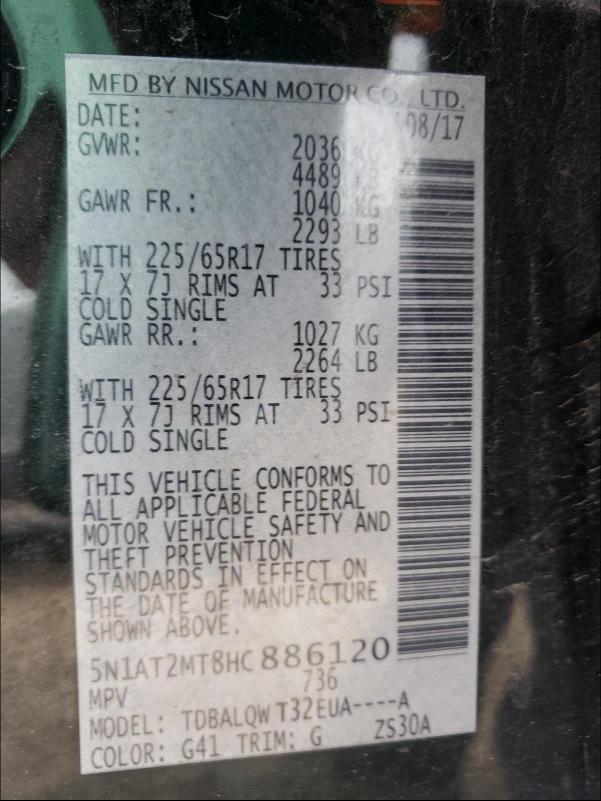 MFD BY NISSAN MOTOR CO., LTD.
DATE: 08/17
GVWR: 2036 KG
4489 LB
GAWR FR.: 1040 KG
2293 LB
WITH 225/65R17 TIRES
17 X 7J RIMS AT 33 PSI
COLD SINGLE
GAWR RR.: 1027 KG
2264 LB
WITH 225/65R17 TIRES
17 X 7J RIMS AT 33 PSI
COLD SINGLE
THIS VEHICLE CONFORMS TO
ALL APPLICABLE FEDERAL
MOTOR VEHICLE SAFETY AND
THEFT PREVENTION
STANDARDS IN EFFECT ON
THE DATE OF MANUFACTURE
SHOWN ABOVE.
5N1AT2MT8HC886120
MPV 736
MODEL: TDBALQW T32EUA----A
COLOR: G41 TRIM: G ZS30A